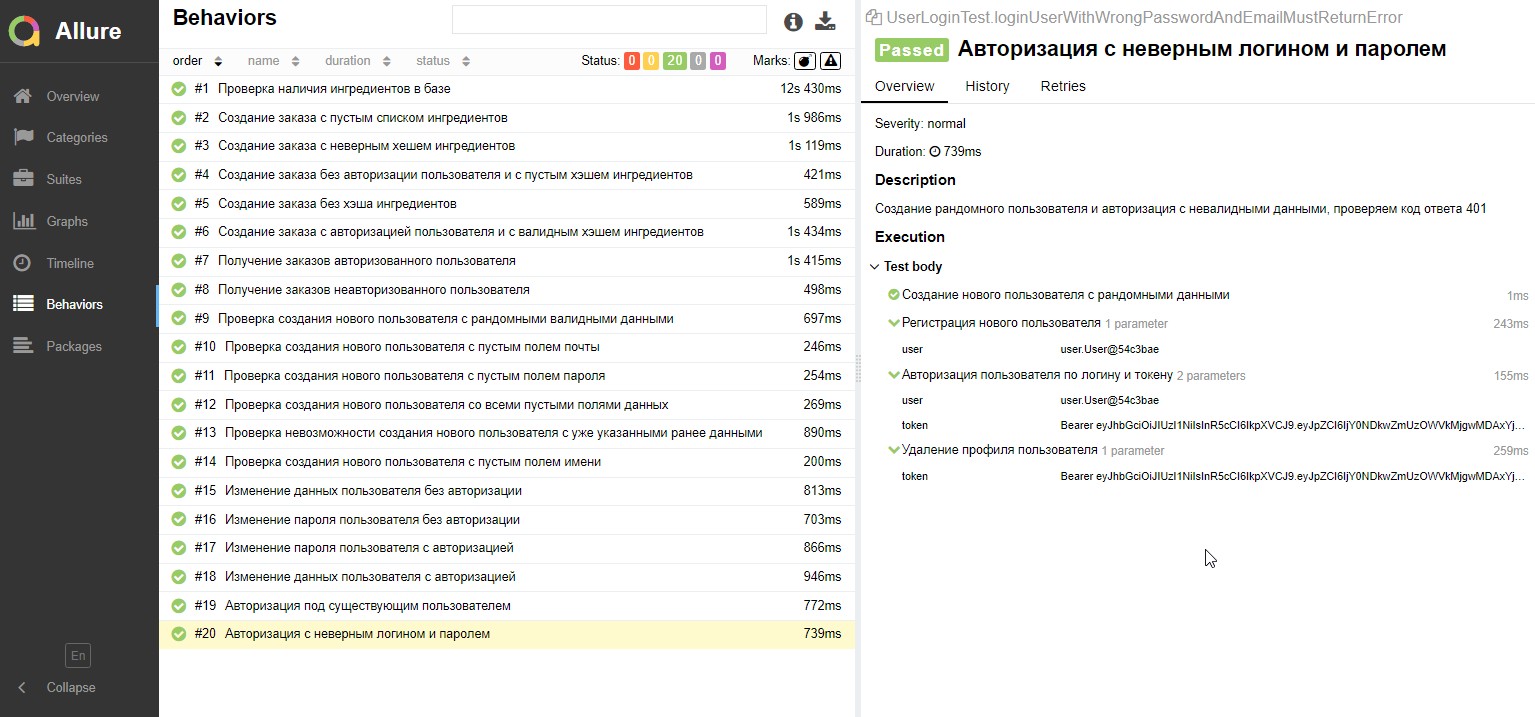 Allure
Overview
Categories
Suites
Graphs
Timeline
Behaviors
Packages
En
Collapse
Behaviors
order name duration status Status: 0 0 20 0 0 Marks:
#1 Проверка наличия ингредиентов в базе 12s 430ms
#2 Создание заказа с пустым списком ингредиентов 1s 986ms
#3 Создание заказа с неверным хешем ингредиентов 1s 119ms
#4 Создание заказа без авторизации пользователя и с пустым хэшем ингредиентов 421ms
#5 Создание заказа без хэша ингредиентов 589ms
#6 Создание заказа с авторизацией пользователя и с валидным хэшем ингредиентов 1s 434ms
#7 Получение заказов авторизованного пользователя 1s 415ms
#8 Получение заказов неавторизованного пользователя 498ms
#9 Проверка создания нового пользователя с рандомными валидными данными 697ms
#10 Проверка создания нового пользователя с пустым полем почты 246ms
#11 Проверка создания нового пользователя с пустым полем пароля 254ms
#12 Проверка создания нового пользователя со всеми пустыми полями данных 269ms
#13 Проверка невозможности создания нового пользователя с уже указанными ранее данными 890ms
#14 Проверка создания нового пользователя с пустым полем имени 200ms
#15 Изменение данных пользователя без авторизации 813ms
#16 Изменение пароля пользователя без авторизации 703ms
#17 Изменение пароля пользователя с авторизацией 866ms
#18 Изменение данных пользователя с авторизацией 946ms
#19 Авторизация под существующим пользователем 772ms
#20 Авторизация с неверным логином и паролем 739ms
UserLoginTest.loginUserWithWrongPasswordAndEmailMustReturnError
Passed Авторизация с неверным логином и паролем
Overview History Retries
Severity: normal
Duration: 739ms
Description
Создание рандомного пользователя и авторизация с невалидными данными, проверяем код ответа 401
Execution
Test body
Создание нового пользователя с рандомными данными 1ms
Регистрация нового пользователя 1 parameter 243ms
user user.User@54c3bae
Авторизация пользователя по логину и токену 2 parameters 155ms
user user.User@54c3bae
token Bearer eyJhbGciOiJIUzI1NiIsInR5cCI6IkpXVCJ9.eyJpZCI6IjY0NDkwZmUzOWVkMjgwMDAxYj...
Удаление профиля пользователя 1 parameter 259ms
token Bearer eyJhbGciOiJIUzI1NiIsInR5cCI6IkpXVCJ9.eyJpZCI6IjY0NDkwZmUzOWVkMjgwMDAxYj...